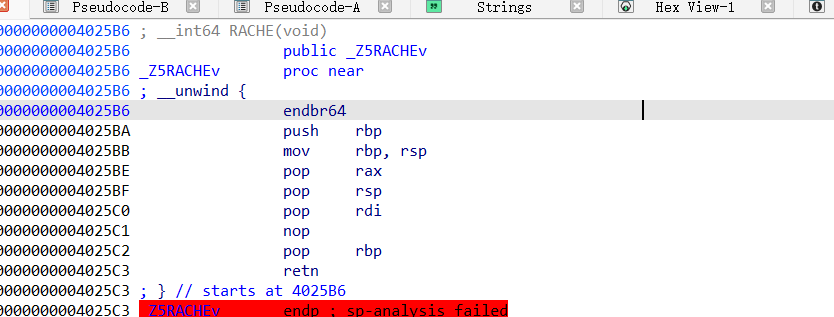 Pseudocode-B Pseudocode-A Strings Hex View-1
0000000004025B6 ; __int64 RACHE(void)
0000000004025B6 public _Z5RACHEv
0000000004025B6 _Z5RACHEv proc near
0000000004025B6 ; __unwind {
0000000004025B6 endbr64
0000000004025BA push rbp
0000000004025BB mov rbp, rsp
0000000004025BE pop rax
0000000004025BF pop rsp
0000000004025C0 pop rdi
0000000004025C1 nop
0000000004025C2 pop rbp
0000000004025C3 retn
0000000004025C3 ; } // starts at 4025B6
0000000004025C3 _Z5RACHEv endp ; sp-analysis failed